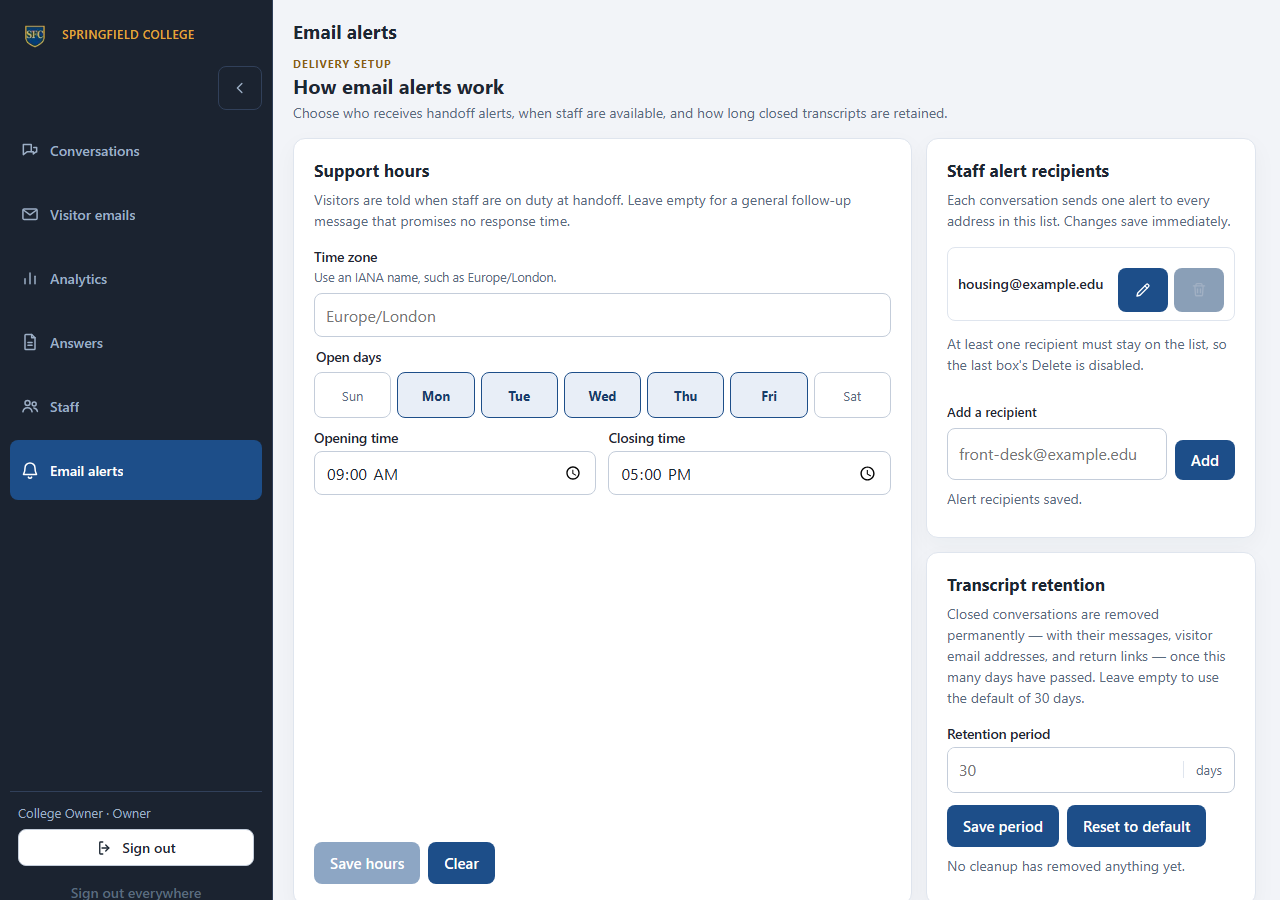 SFC
SPRINGFIELD COLLEGE
Conversations
Visitor emails
Analytics
Answers
Staff
Email alerts
College Owner · Owner
Sign out
Sign out everywhere
Email alerts
DELIVERY SETUP
How email alerts work
Choose who receives handoff alerts, when staff are available, and how long closed transcripts are retained.
Support hours
Visitors are told when staff are on duty at handoff. Leave empty for a general follow-up
message that promises no response time.
Time zone
Use an IANA name, such as Europe/London.
Europe/London
Open days
Sun Mon Tue Wed Thu Fri Sat
Opening time Closing time
09:00 AM 05:00 PM
Save hours Clear
Staff alert recipients
Each conversation sends one alert to every
address in this list. Changes save immediately.
housing@example.edu
At least one recipient must stay on the list, so
the last box's Delete is disabled.
Add a recipient
front-desk@example.edu Add
Alert recipients saved.
Transcript retention
Closed conversations are removed
permanently — with their messages, visitor
email addresses, and return links — once this
many days have passed. Leave empty to use
the default of 30 days.
Retention period
30 days
Save period Reset to default
No cleanup has removed anything yet.